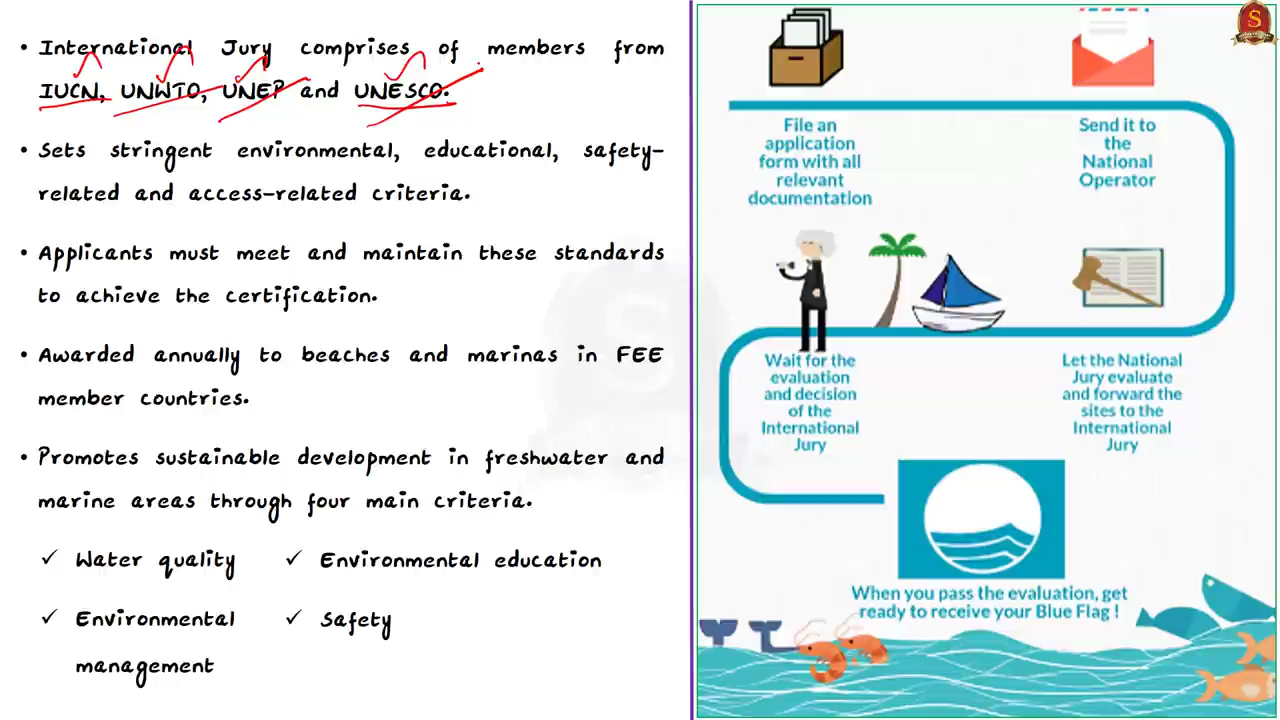 • International Jury comprises of members from
IUCN, UNWTO, UNEP and UNESCO.
• Sets stringent environmental, educational, safety-
related and access-related criteria.
• Applicants must meet and maintain these standards
to achieve the certification.
• Awarded annually to beaches and marinas in FEE
member countries.
• Promotes sustainable development in freshwater and
marine areas through four main criteria.
✓ Water quality ✓ Environmental education
✓ Environmental ✓ Safety
management
File an
application
form with all
relevant
documentation
Send it to
the
National
Operator
Let the National
Jury evaluate
and forward the
sites to the
International
Jury
Wait for the
evaluation
and decision
of the
International
Jury
When you pass the evaluation, get
ready to receive your Blue Flag !
S